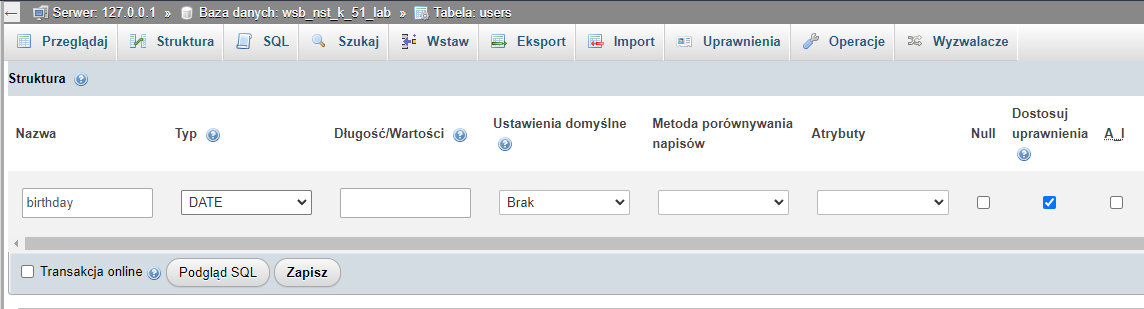 Serwer: 127.0.0.1 » Baza danych: wsb_nst_k_51_lab » Tabela: users
Przeglądaj Struktura SQL Szukaj Wstaw Eksport Import Uprawnienia Operacje Wyzwalacze
Struktura
Nazwa Typ Długość/Wartości Ustawienia domyślne Metoda porównywania napisów Atrybuty Null Dostosuj uprawnienia A_I
birthday DATE Brak
Transakcja online Podgląd SQL Zapisz